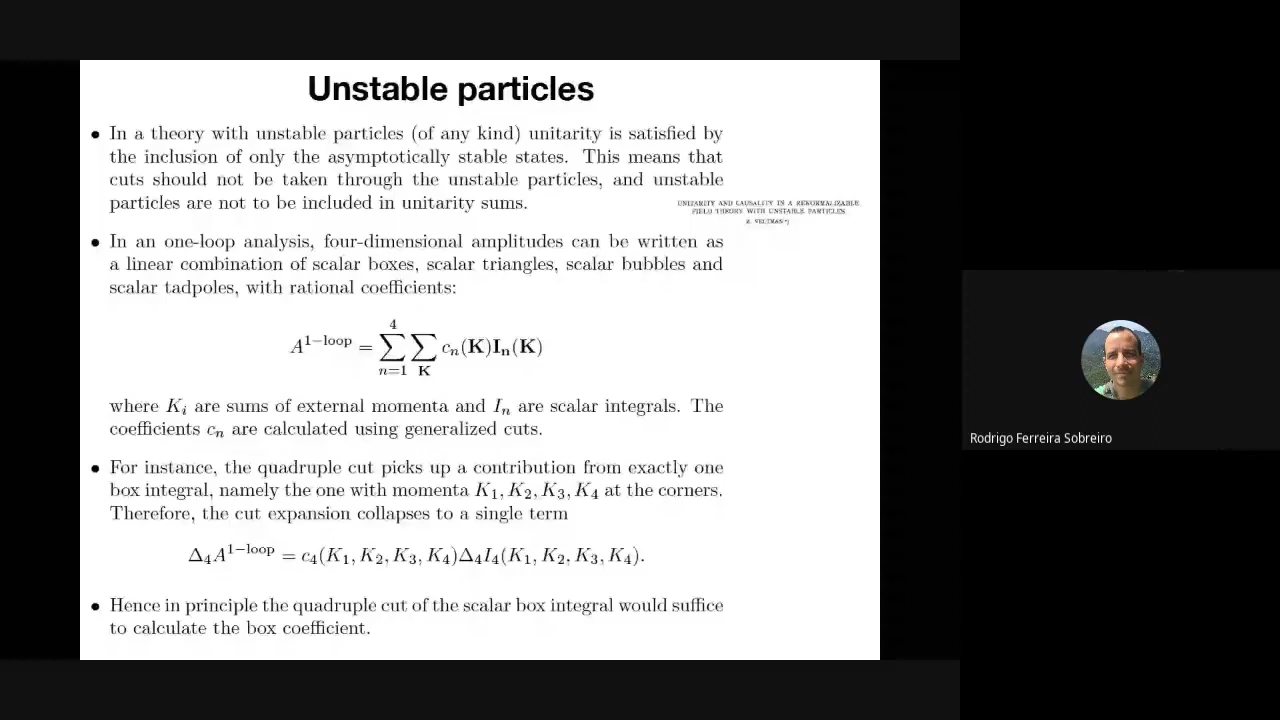 Unstable particles
• In a theory with unstable particles (of any kind) unitarity is satisfied by
the inclusion of only the asymptotically stable states. This means that
cuts should not be taken through the unstable particles, and unstable
particles are not to be included in unitarity sums.
UNITARITY AND CAUSALITY IN A RENORMALIZABLE
FIELD THEORY WITH UNSTABLE PARTICLES
M. VELTMAN *)
• In an one-loop analysis, four-dimensional amplitudes can be written as
a linear combination of scalar boxes, scalar triangles, scalar bubbles and
scalar tadpoles, with rational coefficients:
A^{1−loop} = \sum_{n=1}^{4} \sum_{K} c_n(K)I_n(K)
where K_i are sums of external momenta and I_n are scalar integrals. The
coefficients c_n are calculated using generalized cuts.
• For instance, the quadruple cut picks up a contribution from exactly one
box integral, namely the one with momenta K_1, K_2, K_3, K_4 at the corners.
Therefore, the cut expansion collapses to a single term
Δ_4A^{1−loop} = c_4(K_1, K_2, K_3, K_4)Δ_4I_4(K_1, K_2, K_3, K_4).
• Hence in principle the quadruple cut of the scalar box integral would suffice
to calculate the box coefficient.
Rodrigo Ferreira Sobreiro